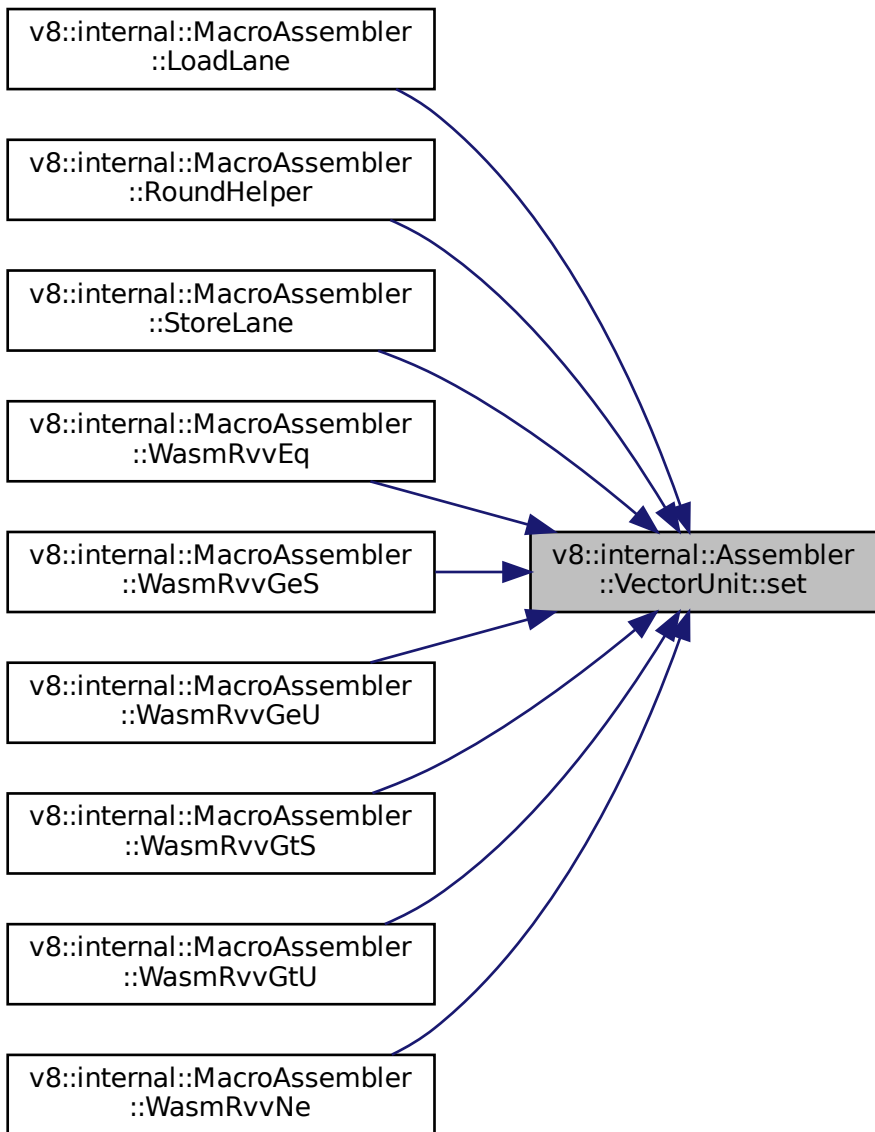 v8::internal::MacroAssembler
::LoadLane
v8::internal::MacroAssembler
::RoundHelper
v8::internal::MacroAssembler
::StoreLane
v8::internal::MacroAssembler
::WasmRvvEq
v8::internal::MacroAssembler
::WasmRvvGeS
v8::internal::Assembler
::VectorUnit::set
v8::internal::MacroAssembler
::WasmRvvGeU
v8::internal::MacroAssembler
::WasmRvvGtS
v8::internal::MacroAssembler
::WasmRvvGtU
v8::internal::MacroAssembler
::WasmRvvNe